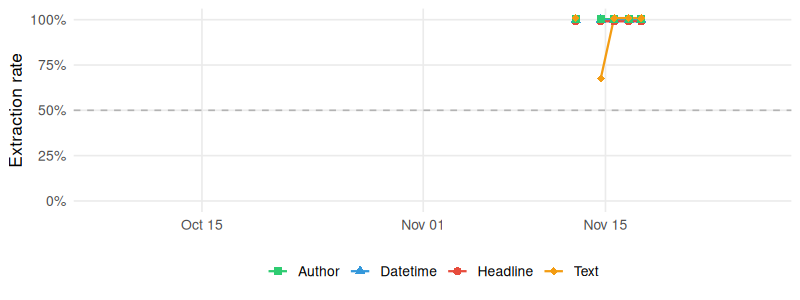 Extraction rate
100%
75%
50%
25%
0%
Oct 15 Nov 01 Nov 15
Author Datetime Headline Text